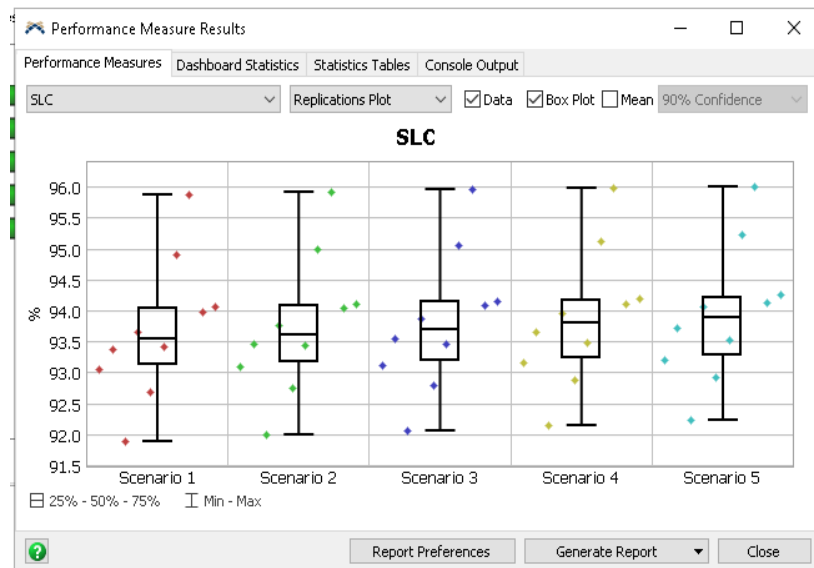 Performance Measure Results
Performance Measures Dashboard Statistics Statistics Tables Console Output
SLC Replications Plot Data Box Plot Mean 90% Confidence
SLC
96.0
95.5
95.0
94.5
94.0
93.5
93.0
92.5
92.0
91.5
%
Scenario 1 Scenario 2 Scenario 3 Scenario 4 Scenario 5
25% - 50% - 75% Min - Max
? Report Preferences Generate Report Close